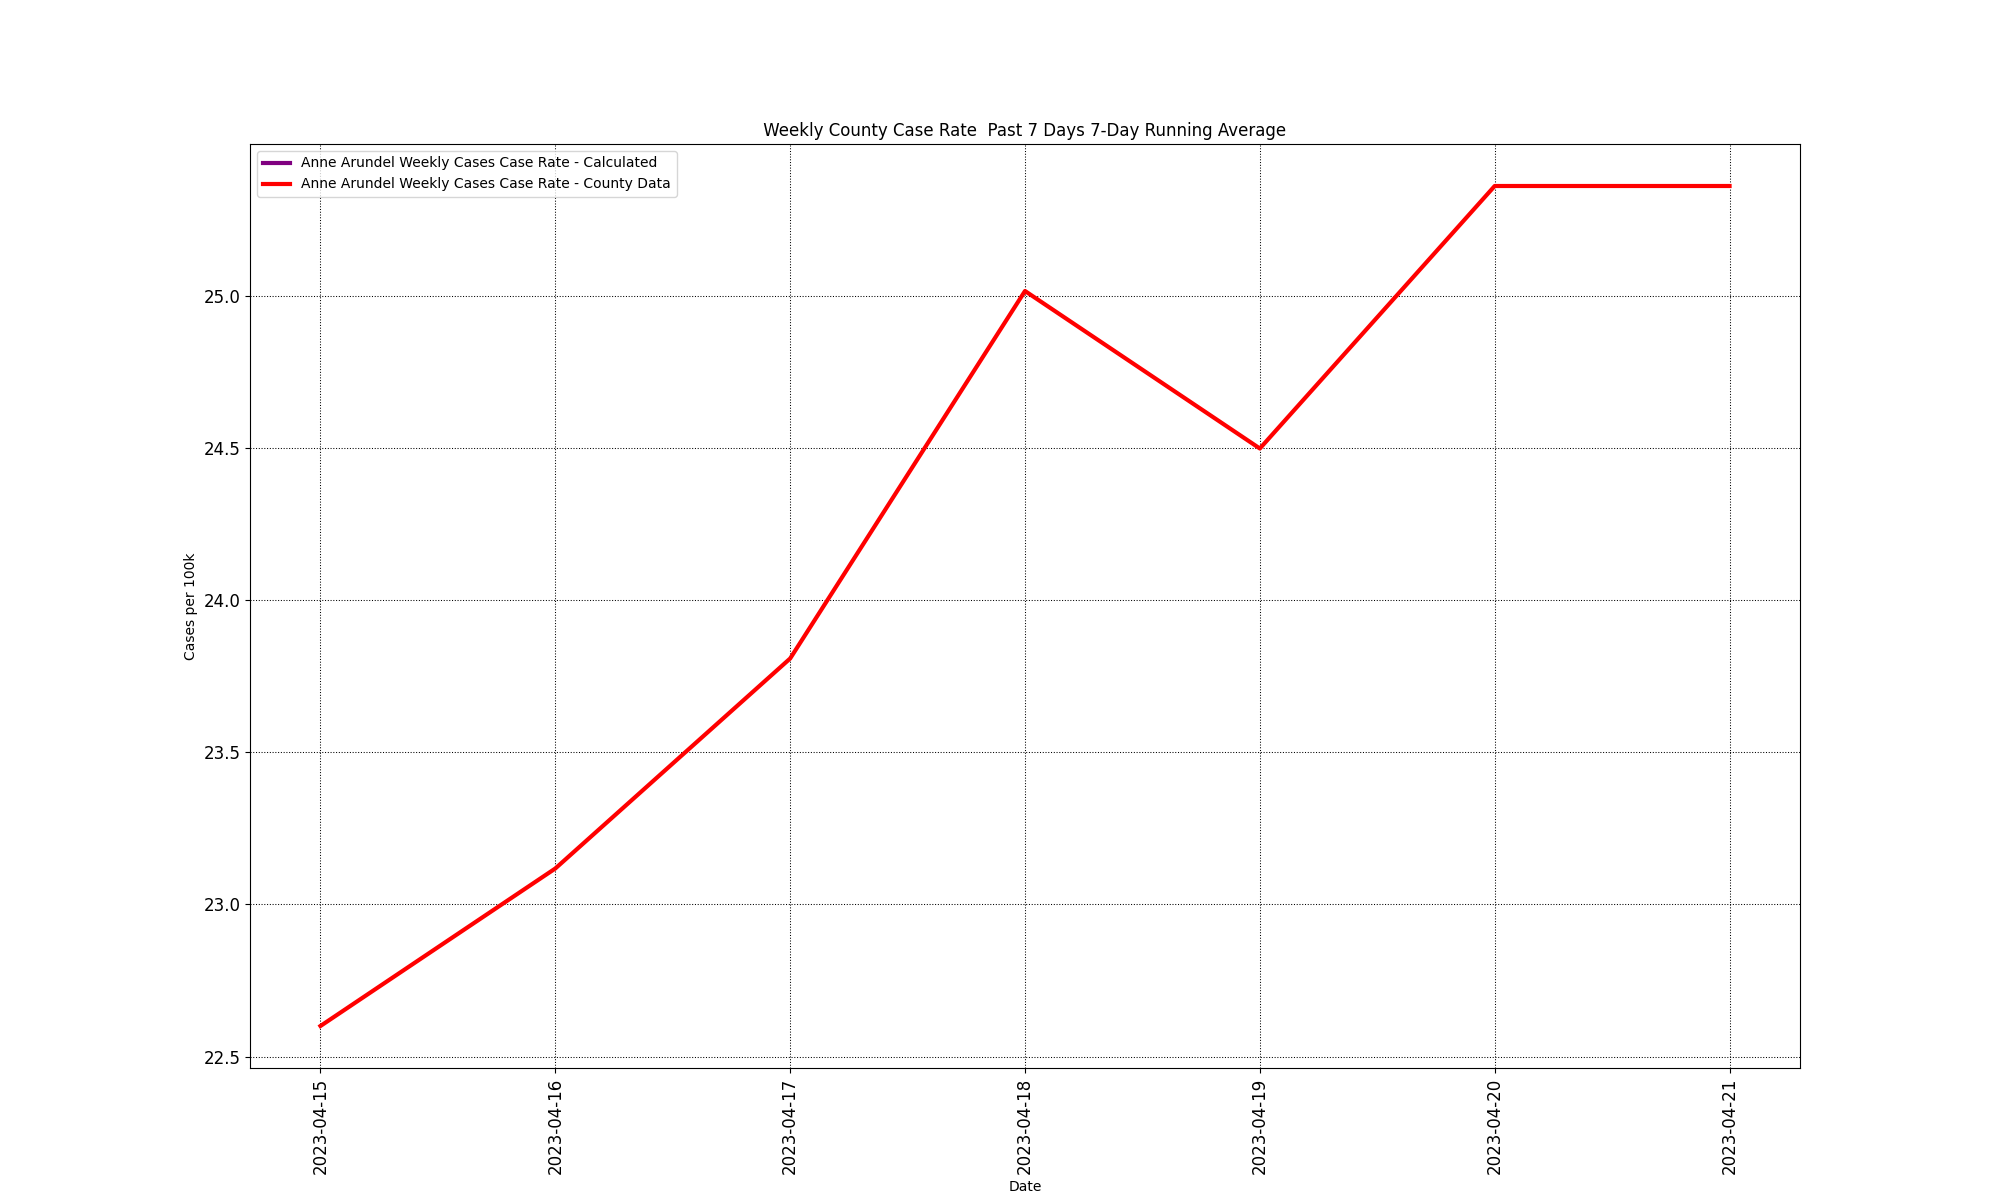 Weekly County Case Rate  Past 7 Days 7-Day Running Average
Anne Arundel Weekly Cases Case Rate - Calculated
Anne Arundel Weekly Cases Case Rate - County Data
25.0
24.5
24.0
23.5
23.0
22.5
Cases per 100k
2023-04-15
2023-04-16
2023-04-17
2023-04-18
2023-04-19
2023-04-20
2023-04-21
Date